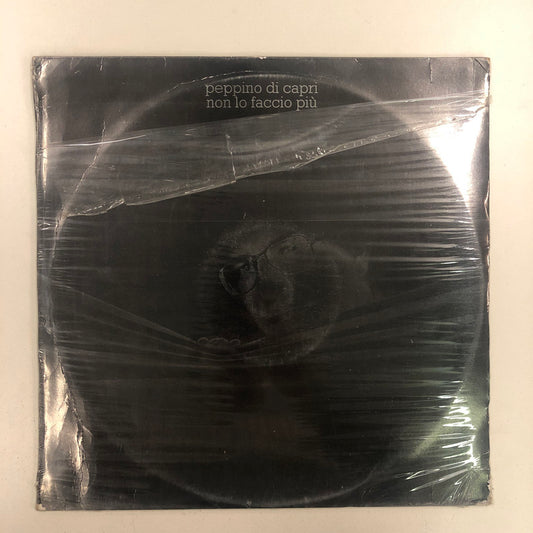 peppino di capri
non lo faccio più